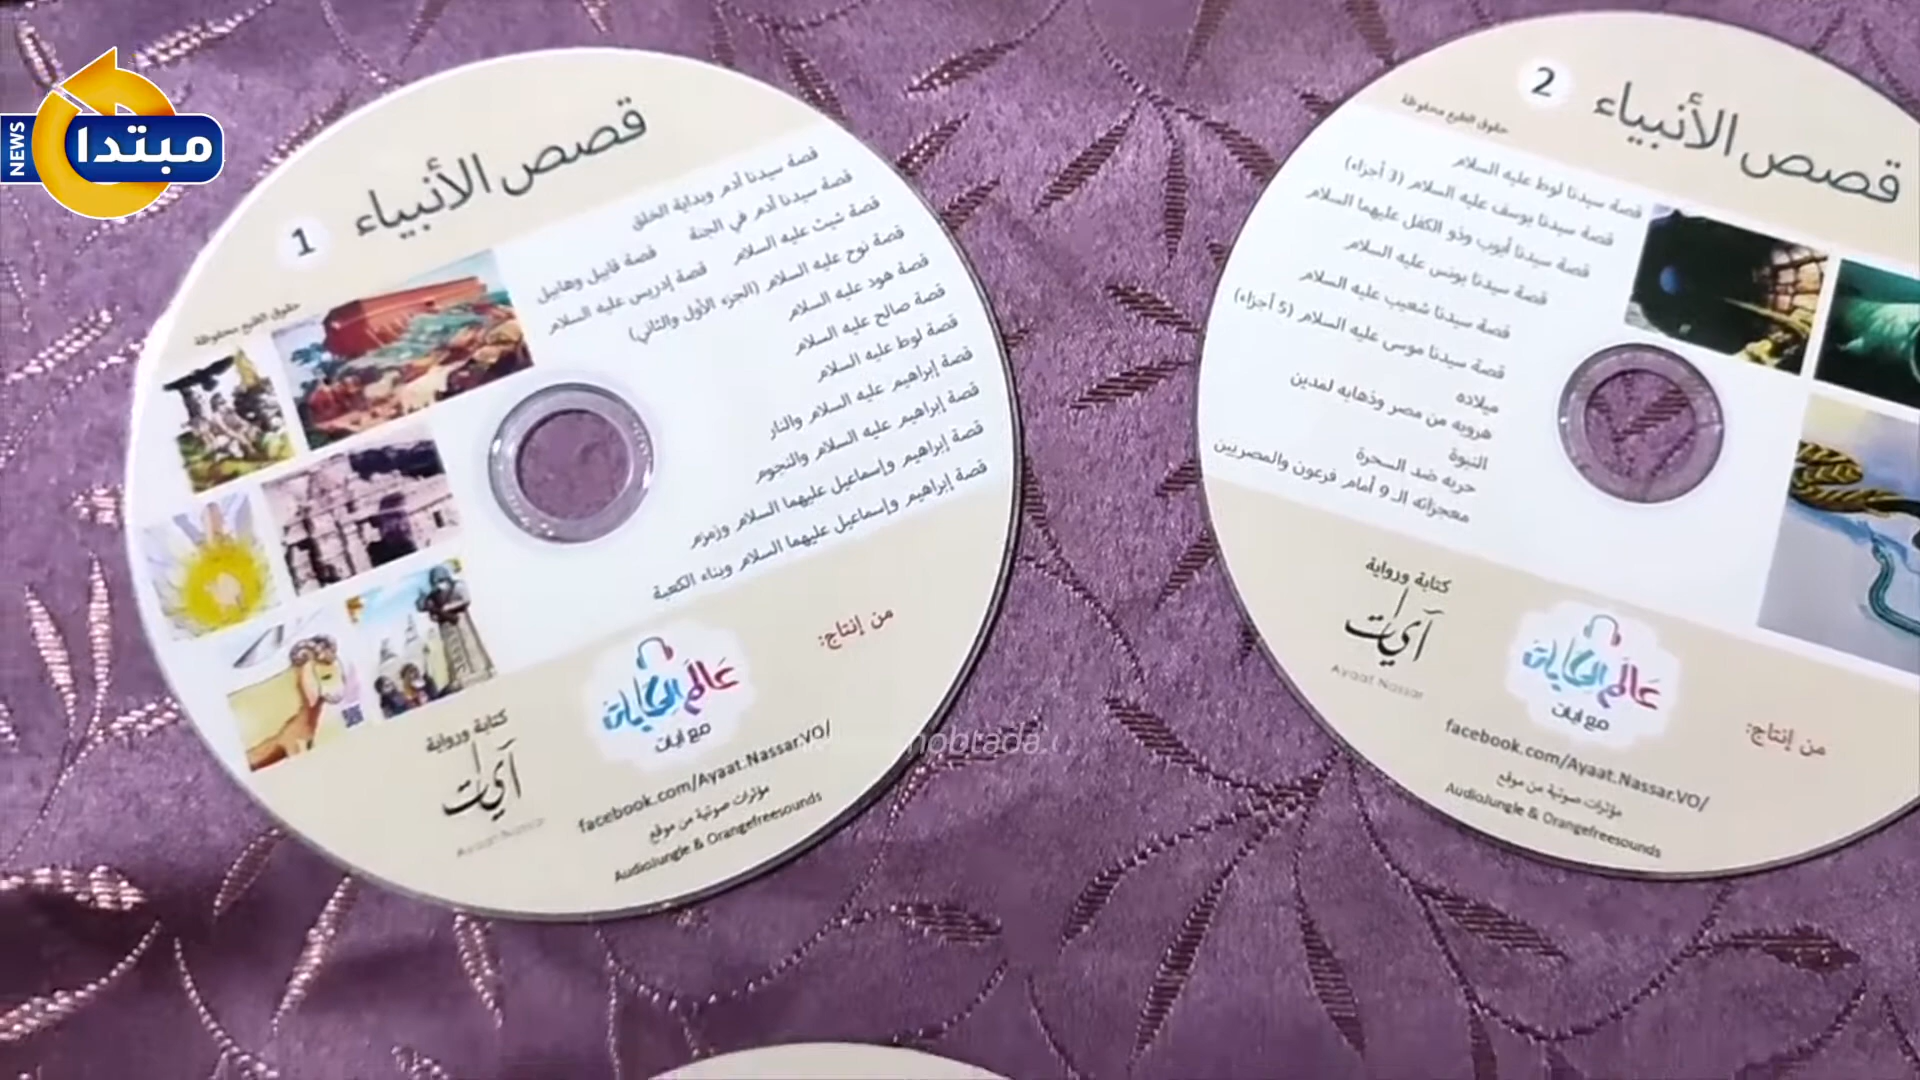 NEWS
مبتدا
قصص الأنبياء
1
حقوق الطبع محفوظة
قصة سيدنا آدم وبداية الخلق
قصة سيدنا آدم في الجنة
قصة قابيل وهابيل
قصة شيث عليه السلام
قصة إدريس عليه السلام
قصة نوح عليه السلام (الجزء الأول والثاني)
قصة هود عليه السلام
قصة صالح عليه السلام
قصة لوط عليه السلام
قصة إبراهيم عليه السلام والنار
قصة إبراهيم عليه السلام والنجوم
قصة إبراهيم وإسماعيل عليهما السلام وزمزم
قصة إبراهيم وإسماعيل عليهما السلام وبناء الكعبة
من إنتاج:
عالم الحكايات
مع آيات
كتابة ورواية
آيات
Ayaat Nassar
facebook.com/Ayaat.Nassar.VO/
مؤثرات صوتية من موقع
AudioJungle & Orangefreesounds
قصص الأنبياء
2
حقوق الطبع محفوظة
قصة سيدنا لوط عليه السلام
قصة سيدنا يوسف عليه السلام (3 أجزاء)
قصة سيدنا أيوب وذو الكفل عليهما السلام
قصة سيدنا يونس عليه السلام
قصة سيدنا شعيب عليه السلام
قصة سيدنا موسى عليه السلام (5 أجزاء)
ميلاده
هروبه من مصر وذهابه لمدين
النبوة
حربه ضد السحرة
معجزاته الـ 9 أمام فرعون والمصريين
كتابة ورواية
آيات
Ayaat Nassar
عالم الحكايات
مع آيات
من إنتاج:
facebook.com/Ayaat.Nassar.VO/
مؤثرات صوتية من موقع
AudioJungle & Orangefreesounds